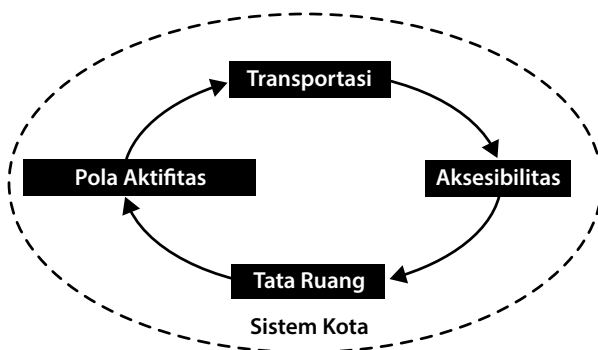 Transportasi
Pola Aktifitas
Aksesibilitas
Tata Ruang
Sistem Kota